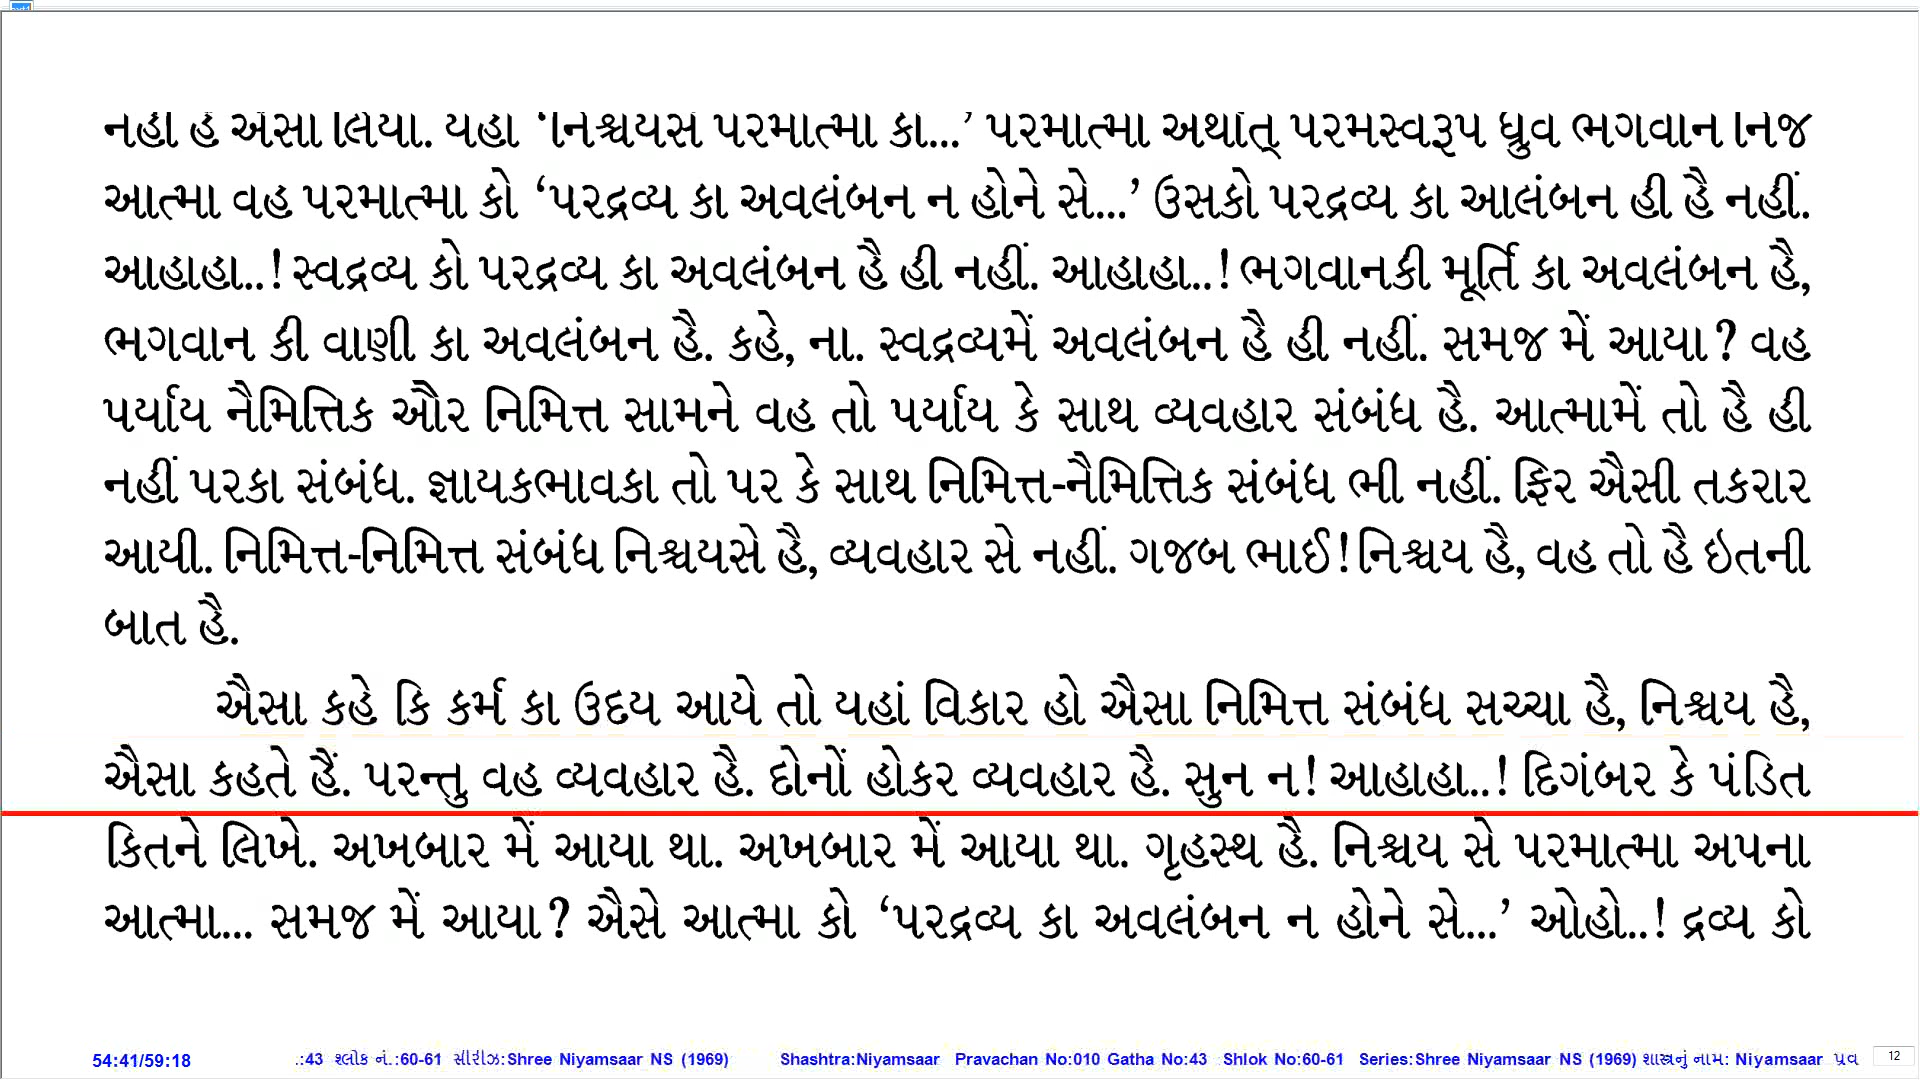 નહીં હૈ ઐસા લિયા. યહાં ‘નિશ્ચયસે પરમાત્મા કો...’ પરમાત્મા અર્થાત્ પરમસ્વરૂપ ધ્રુવ ભગવાન નિજ
આત્મા વહ પરમાત્મા કો ‘પરદ્રવ્ય કા અવલંબન ન હોને સે...’ ઉસકો પરદ્રવ્ય કા આલંબન હી હૈ નહીં.
આહાહા..! સ્વદ્રવ્ય કો પરદ્રવ્ય કા અવલંબન હૈ હી નહીં. આહાહા..! ભગવાનકી મૂર્તિ કા અવલંબન હૈ,
ભગવાન કી વાણી કા અવલંબન હૈ. કહે, ના. સ્વદ્રવ્યમેં અવલંબન હૈ હી નહીં. સમજ મેં આયા? વહ
પર્યાય નૈમિત્તિક ઔર નિમિત્ત સામને વહ તો પર્યાય કે સાથ વ્યવહાર સંબંધ હૈ. આત્મામેં તો હૈ હી
નહીં પરકા સંબંધ. જ્ઞાયકભાવકા તો પર કે સાથ નિમિત્ત-નૈમિત્તિક સંબંધ ભી નહીં. ફિર ઐસી તકરાર
આયી. નિમિત્ત-નિમિત્ત સંબંધ નિશ્ચયસે હૈ, વ્યવહાર સે નહીં. ગજબ ભાઈ! નિશ્ચય હૈ, વહ તો હૈ ઇતની
બાત હૈ.
ઐસા કહે કિ કર્મ કા ઉદય આયે તો યહાં વિકાર હો ઐસા નિમિત્ત સંબંધ સચ્ચા હૈ, નિશ્ચય હૈ,
ઐસા કહતે હૈં. પરન્તુ વહ વ્યવહાર હૈ. દોનોં હોકર વ્યવહાર હૈ. સુન ન! આહાહા..! દિગંબર કે પંડિત
કિતને લિખે. અખબાર મેં આયા થા. અખબાર મેં આયા થા. ગૃહસ્થ હૈ. નિશ્ચય સે પરમાત્મા અપના
આત્મા... સમજ મેં આયા? ઐસે આત્મા કો ‘પરદ્રવ્ય કા અવલંબન ન હોને સે...’ ઓહો..! દ્રવ્ય કો
54:41/59:18 .:43 શ્લોક નં.:60-61 સીરીઝ:Shree Niyamsaar NS (1969) Shashtra:Niyamsaar Pravachan No:010 Gatha No:43 Shlok No:60-61 Series:Shree Niyamsaar NS (1969) શાસ્ત્રનું નામ: Niyamsaar પ્રવ 12